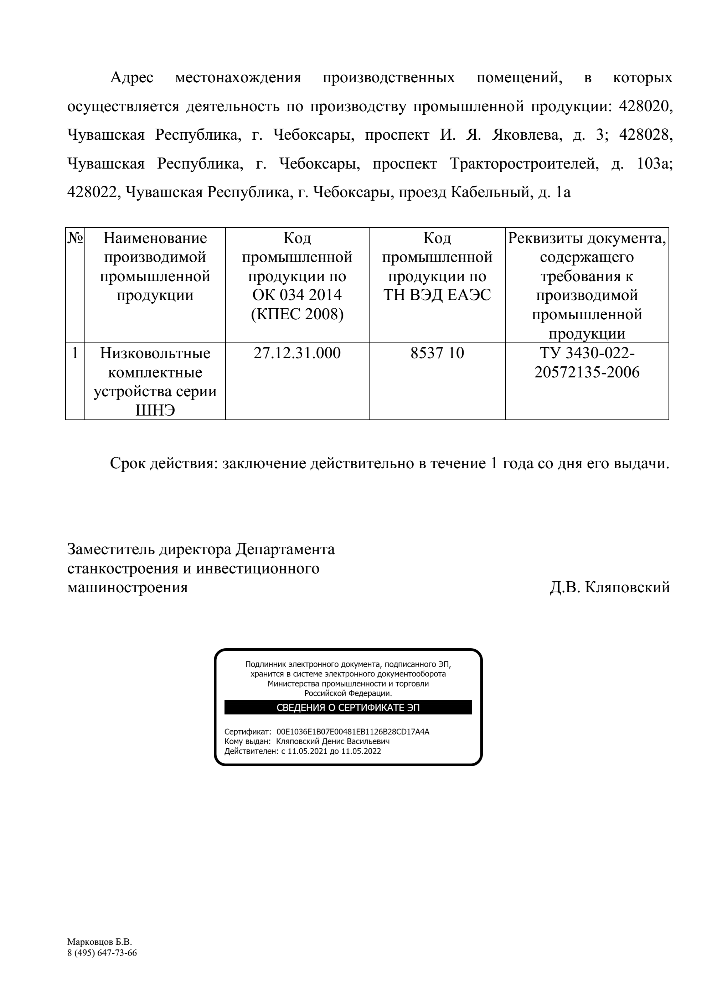 Адрес местонахождения производственных помещений, в которых
осуществляется деятельность по производству промышленной продукции: 428020,
Чувашская Республика, г. Чебоксары, проспект И. Я. Яковлева, д. 3; 428028,
Чувашская Республика, г. Чебоксары, проспект Тракторостроителей, д. 103а;
428022, Чувашская Республика, г. Чебоксары, проезд Кабельный, д. 1а
№
Наименование
производимой
промышленной
продукции
Код
промышленной
продукции по
ОК 034 2014
(КПЕС 2008)
Код
промышленной
продукции по
ТН ВЭД ЕАЭС
Реквизиты документа,
содержащего
требования к
производимой
промышленной
продукции
1
Низковольтные
комплектные
устройства серии
ШНЭ
27.12.31.000
8537 10
ТУ 3430-022-
20572135-2006
Срок действия: заключение действительно в течение 1 года со дня его выдачи.
Заместитель директора Департамента
станкостроения и инвестиционного
машиностроения Д.В. Кляповский
Подлинник электронного документа, подписанного ЭП,
хранится в системе электронного документооборота
Министерства промышленности и торговли
Российской Федерации.
СВЕДЕНИЯ О СЕРТИФИКАТЕ ЭП
Сертификат: 00E1036E1B07E00481EB1126B28CD17A4A
Кому выдан: Кляповский Денис Васильевич
Действителен: с 11.05.2021 до 11.05.2022
Марковцов Б.В.
8 (495) 647-73-66